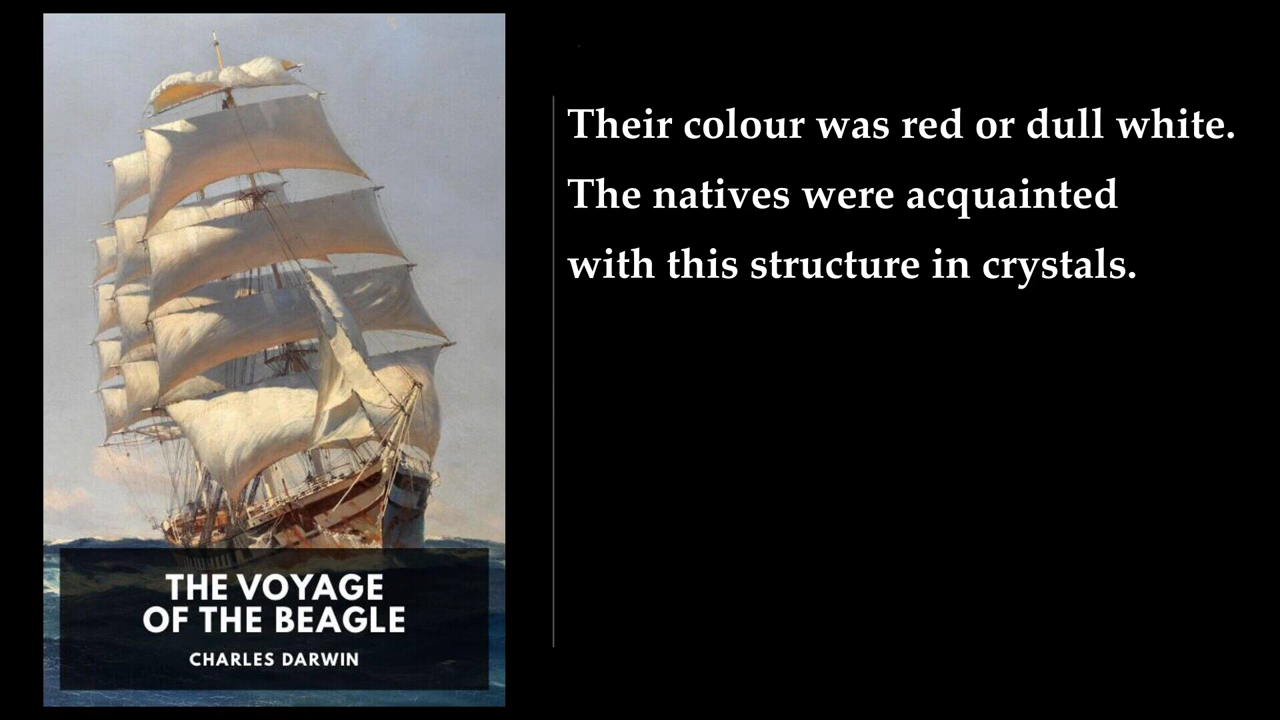 THE VOYAGE
OF THE BEAGLE
CHARLES DARWIN
Their colour was red or dull white.
The natives were acquainted
with this structure in crystals.